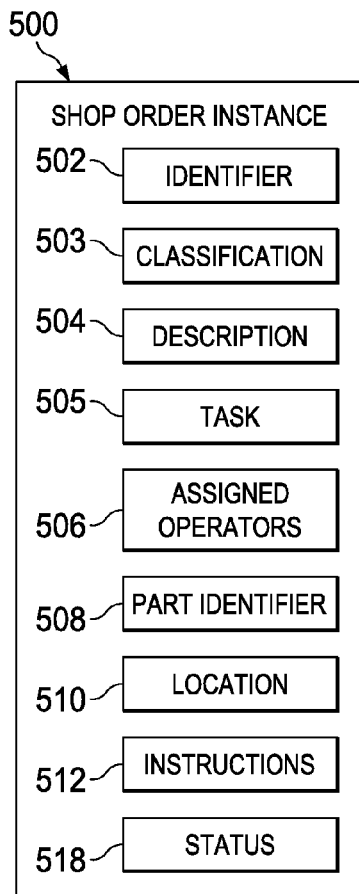 500
SHOP ORDER INSTANCE
502
IDENTIFIER
503
CLASSIFICATION
504
DESCRIPTION
505
TASK
506
ASSIGNED
OPERATORS
508
PART IDENTIFIER
510
LOCATION
512
INSTRUCTIONS
518
STATUS